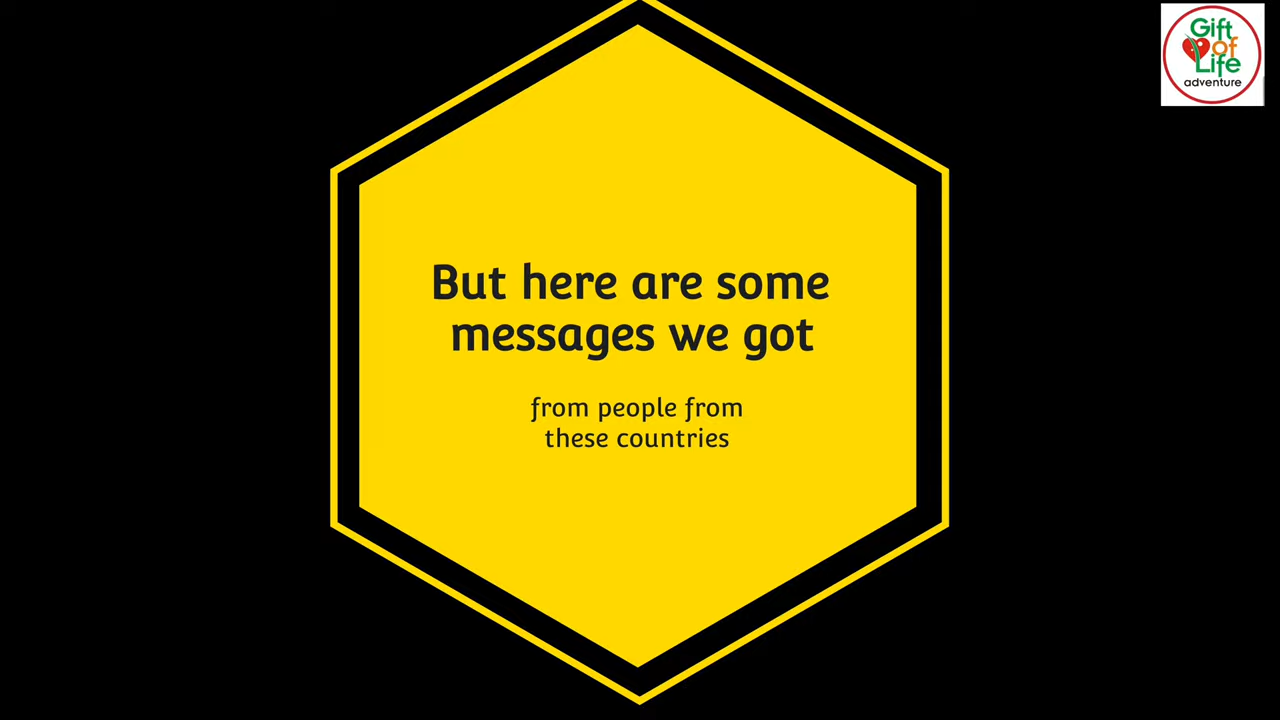 Gift
of
Life
adventure
But here are some
messages we got
from people from
these countries